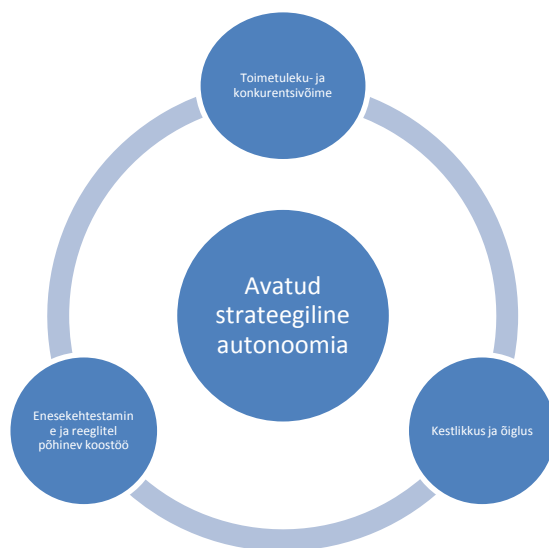 Toimetuleku- ja
konkurentsivõime
Avatud
strateegiline
autonoomia
Enesekehtestamin
e ja reeglitel
põhinev koostöö
Kestlikkus ja õiglus